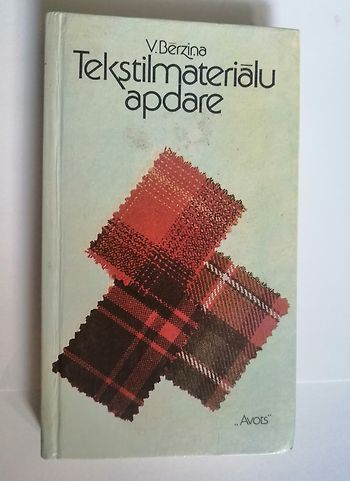 V. Bērziņa
Tekstilmateriālu
apdare
„Avots"